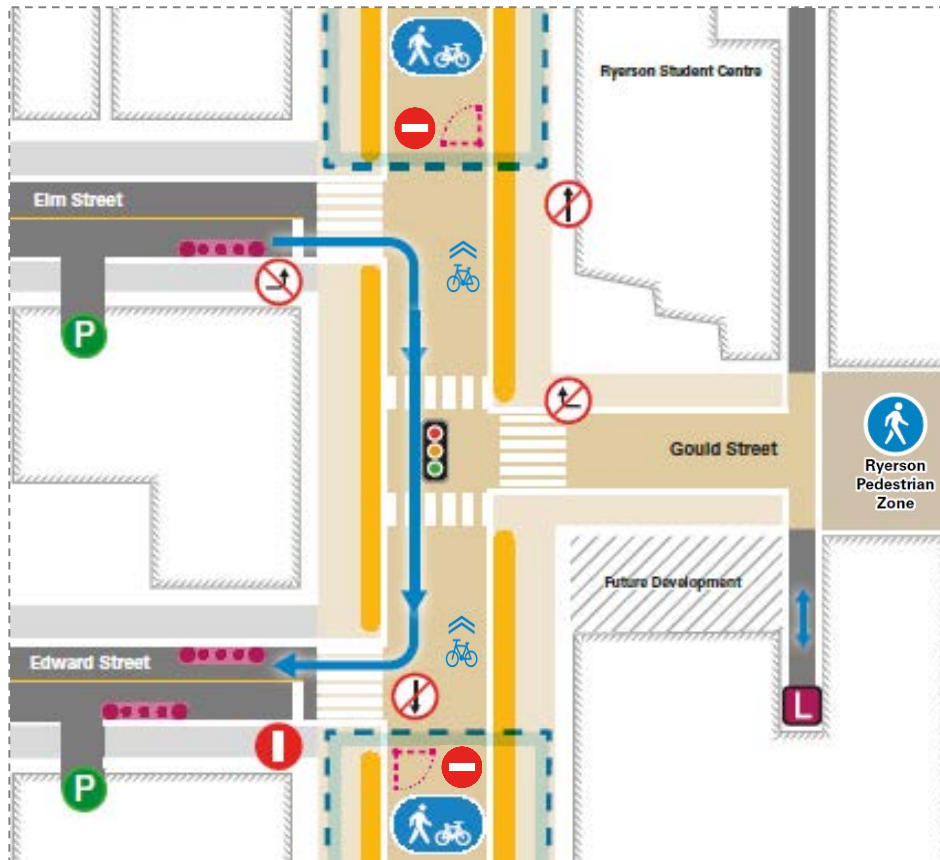 Ryerson Student Centre
Elm Street
P
Gould Street
Ryerson
Pedestrian
Zone
Future Development
Edward Street
L
P